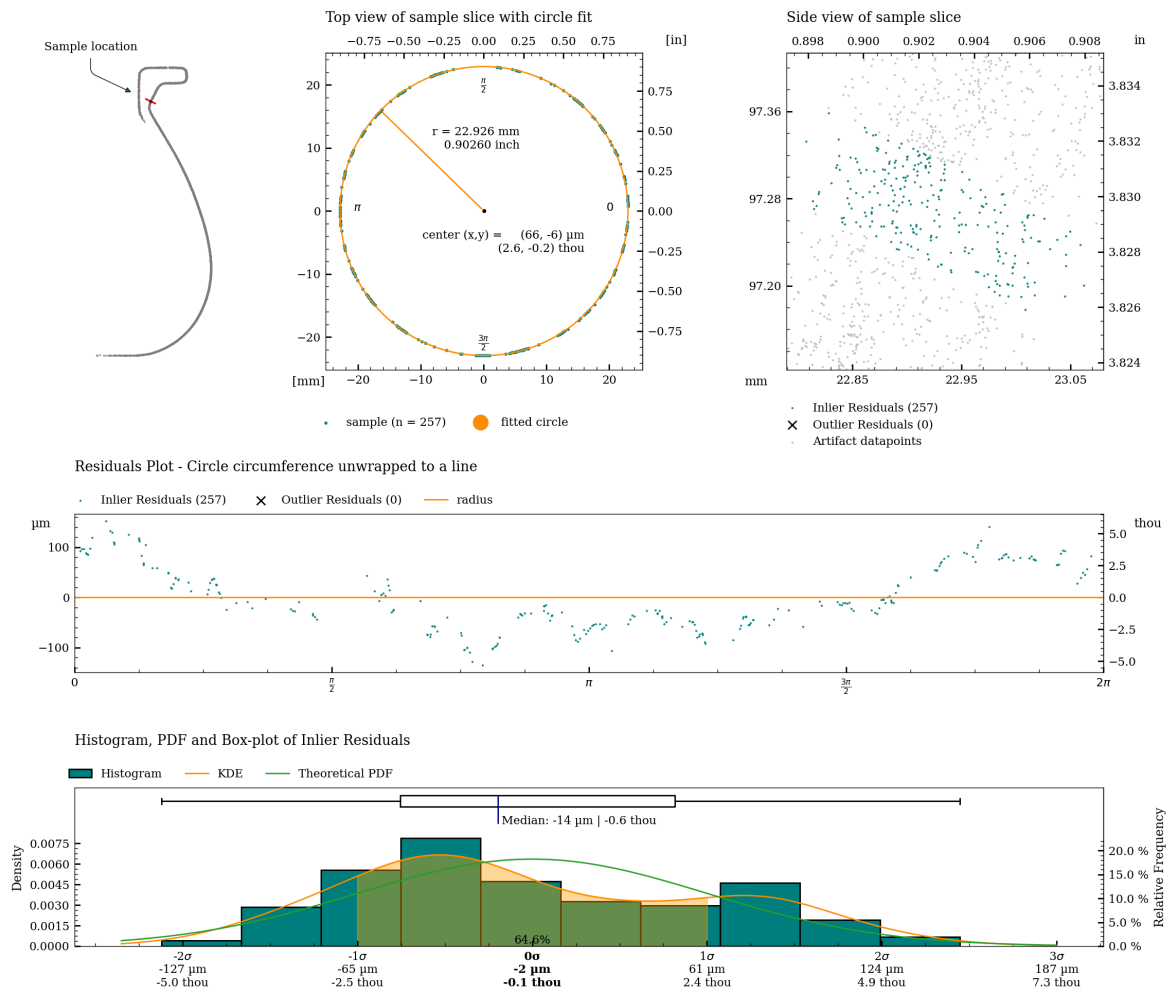 Top view of sample slice with circle fit
Side view of sample slice
Sample location
−0.75 −0.50 −0.25 0.00 0.25 0.50 0.75 [in]
0.898 0.900 0.902 0.904 0.906 0.908 in
20
10
0
−10
−20
0.75
0.50
0.25
0.00
−0.25
−0.50
−0.75
π/2
r = 22.926 mm
0.90260 inch
π
0
center (x,y) = (66, -6) µm
(2.6, -0.2) thou
3π/2
[mm] −20 −10 0 10 20
97.36
97.28
97.20
3.834
3.832
3.830
3.828
3.826
3.824
mm 22.85 22.95 23.05
sample (n = 257) fitted circle
Inlier Residuals (257)
Outlier Residuals (0)
Artifact datapoints
Residuals Plot - Circle circumference unwrapped to a line
Inlier Residuals (257) Outlier Residuals (0) radius
µm
thou
100
0
−100
5.0
2.5
0.0
−2.5
−5.0
0 π/2 π 3π/2 2π
Histogram, PDF and Box-plot of Inlier Residuals
Histogram KDE Theoretical PDF
Median: -14 µm | -0.6 thou
Density
0.0075
0.0060
0.0045
0.0030
0.0015
0.0000
Relative Frequency
20.0 %
15.0 %
10.0 %
5.0 %
0.0 %
64.6%
-2σ -1σ 0σ 1σ 2σ 3σ
-127 µm -65 µm -2 µm 61 µm 124 µm 187 µm
-5.0 thou -2.5 thou -0.1 thou 2.4 thou 4.9 thou 7.3 thou